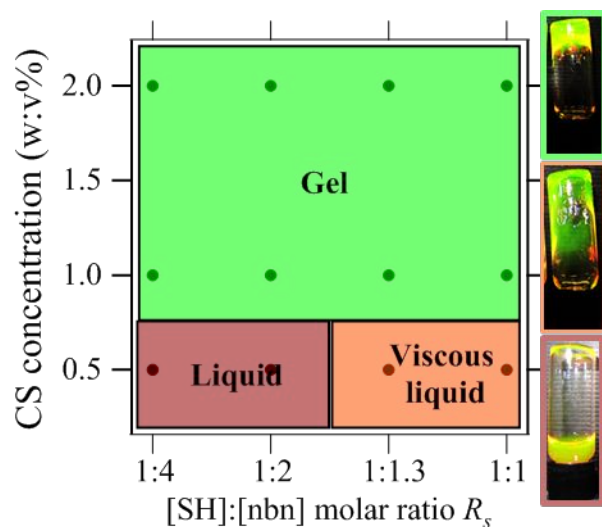 CS concentration (w:v%)
2.0
1.5
1.0
0.5
Gel
Liquid
Viscous
liquid
1:4
1:2
1:1.3
1:1
[SH]:[nbn] molar ratio Rs